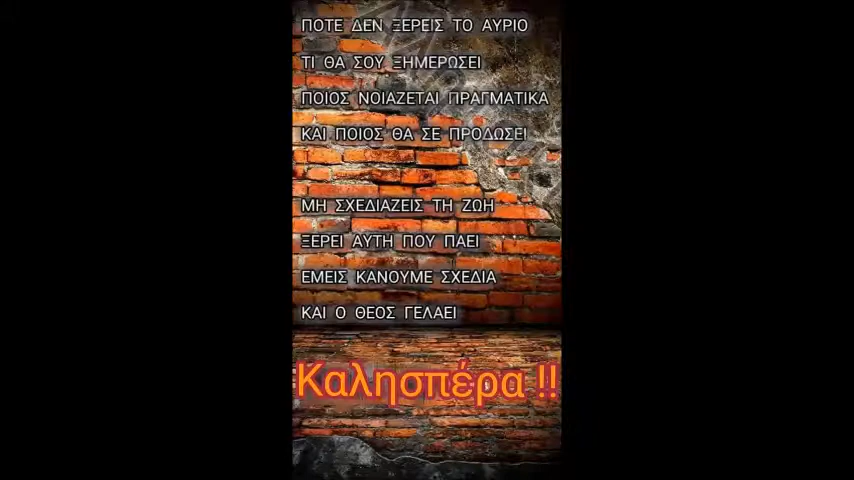 ΠΟΤΕ ΔΕΝ ΞΕΡΕΙΣ ΤΟ ΑΥΡΙΟ
ΤΙ ΘΑ ΣΟΥ ΞΗΜΕΡΩΣΕΙ
ΠΟΙΟΣ ΝΟΙΑΖΕΤΑΙ ΠΡΑΓΜΑΤΙΚΑ
ΚΑΙ ΠΟΙΟΣ ΘΑ ΣΕ ΠΡΟΔΩΣΕΙ
ΜΗ ΣΧΕΔΙΑΖΕΙΣ ΤΗ ΖΩΗ
ΞΕΡΕΙ ΑΥΤΗ ΠΟΥ ΠΑΕΙ
ΕΜΕΙΣ ΚΑΝΟΥΜΕ ΣΧΕΔΙΑ
ΚΑΙ Ο ΘΕΟΣ ΓΕΛΑΕΙ
Καλησπέρα !!